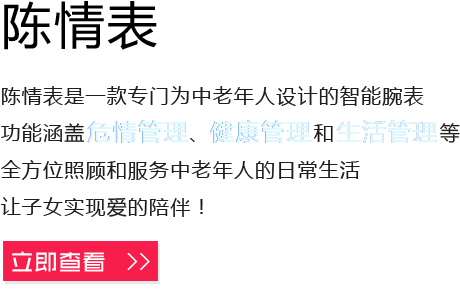 陈情表
陈情表是一款专门为中老年人设计的智能腕表
功能涵盖危情管理、健康管理和生活管理等
全方位照顾和服务中老年人的日常生活
让子女实现爱的陪伴！
立即查看 >>